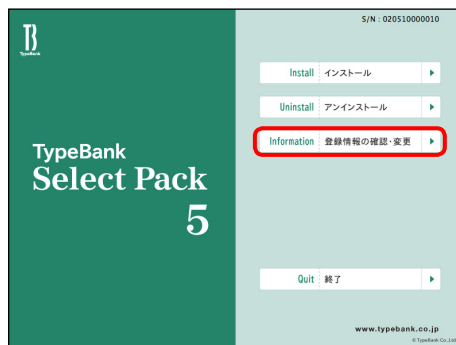 S/N : 020510000010
TB
TypeBank
Install インストール
Uninstall アンインストール
Information 登録情報の確認・変更
TypeBank
Select Pack
5
Quit 終了
www.typebank.co.jp
© TypeBank Co.,Ltd